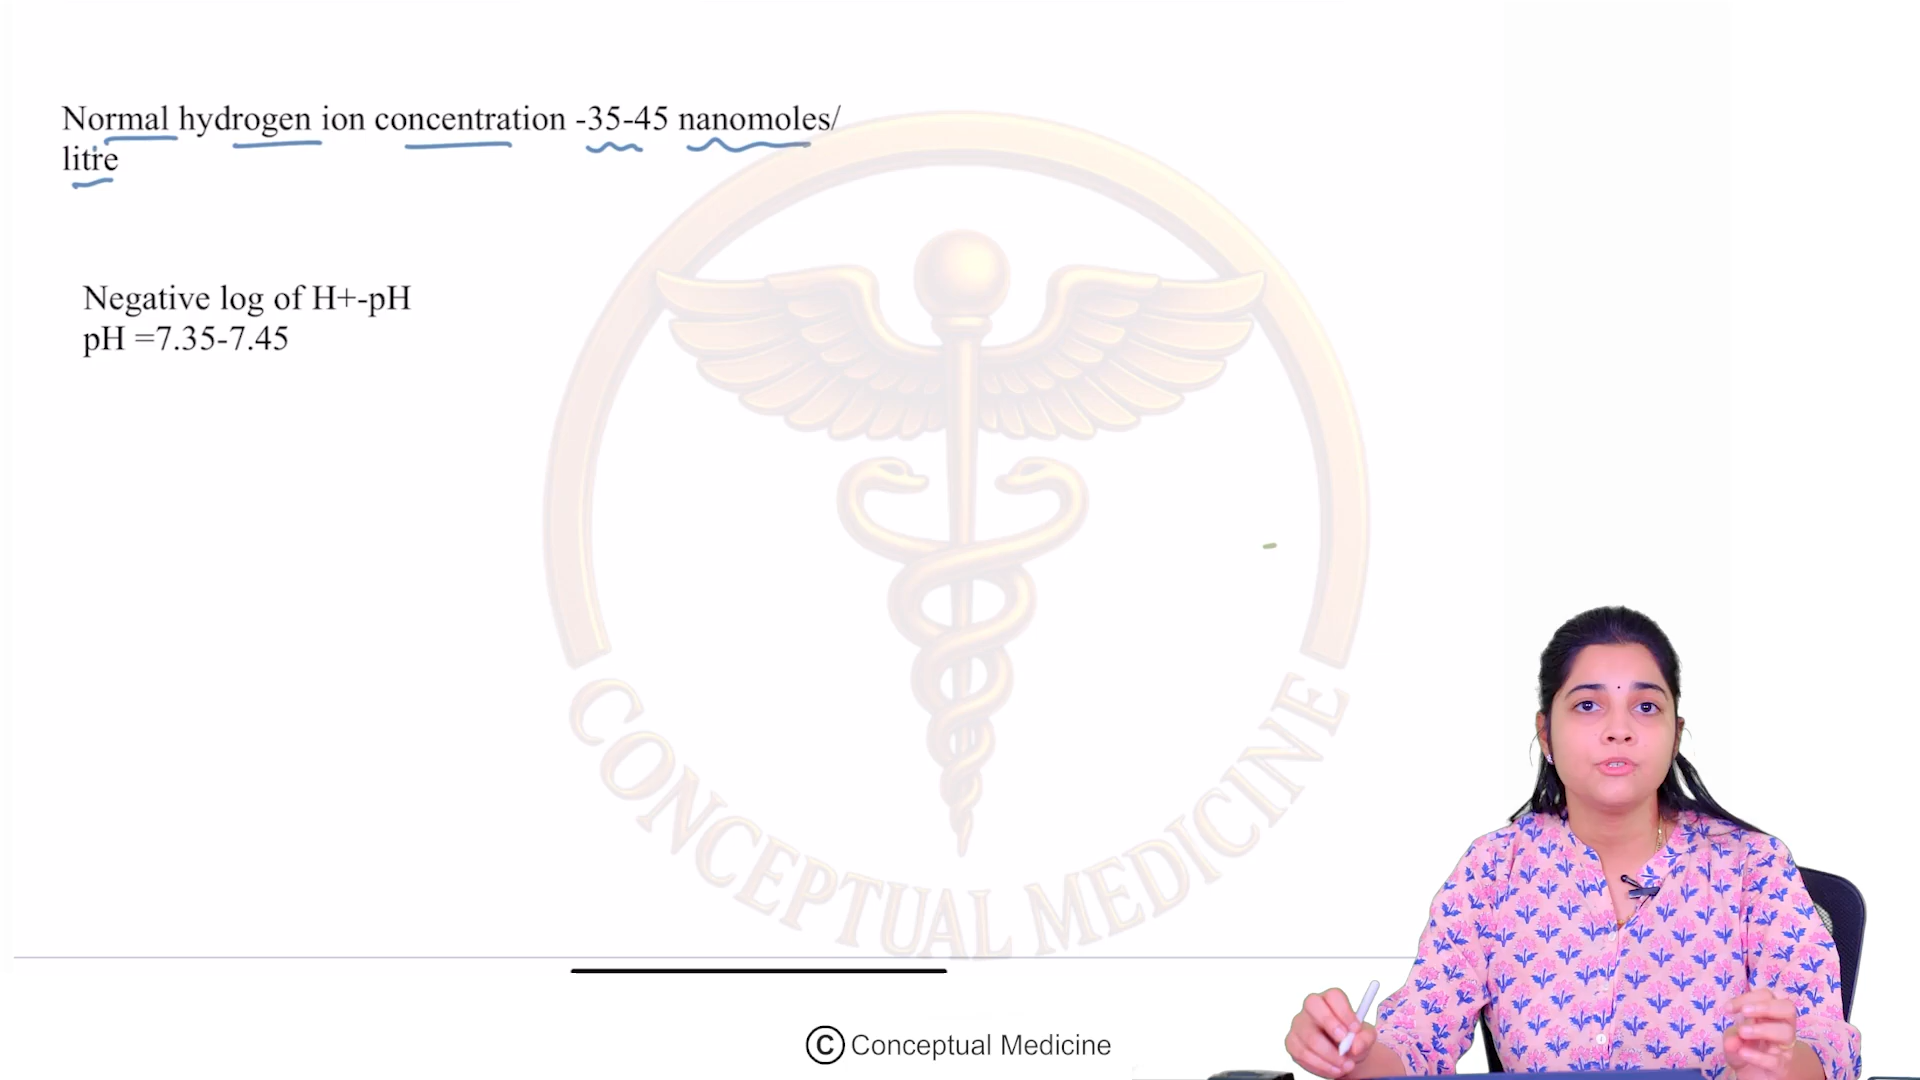 Normal hydrogen ion concentration -35-45 nanomoles/
litre
Negative log of H+-pH
pH =7.35-7.45
CONCEPTUAL MEDICINE
© Conceptual Medicine